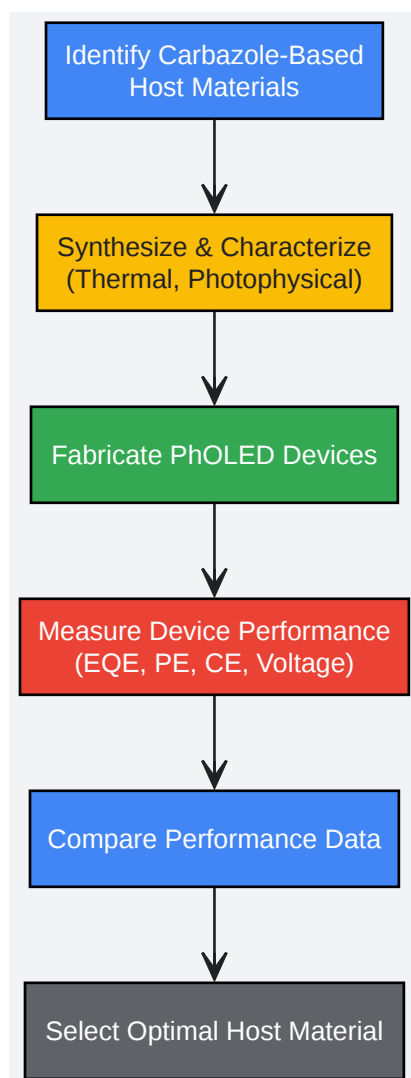 Identify Carbazole-Based
Host Materials
Synthesize & Characterize
(Thermal, Photophysical)
Fabricate PhOLED Devices
Measure Device Performance
(EQE, PE, CE, Voltage)
Compare Performance Data
Select Optimal Host Material